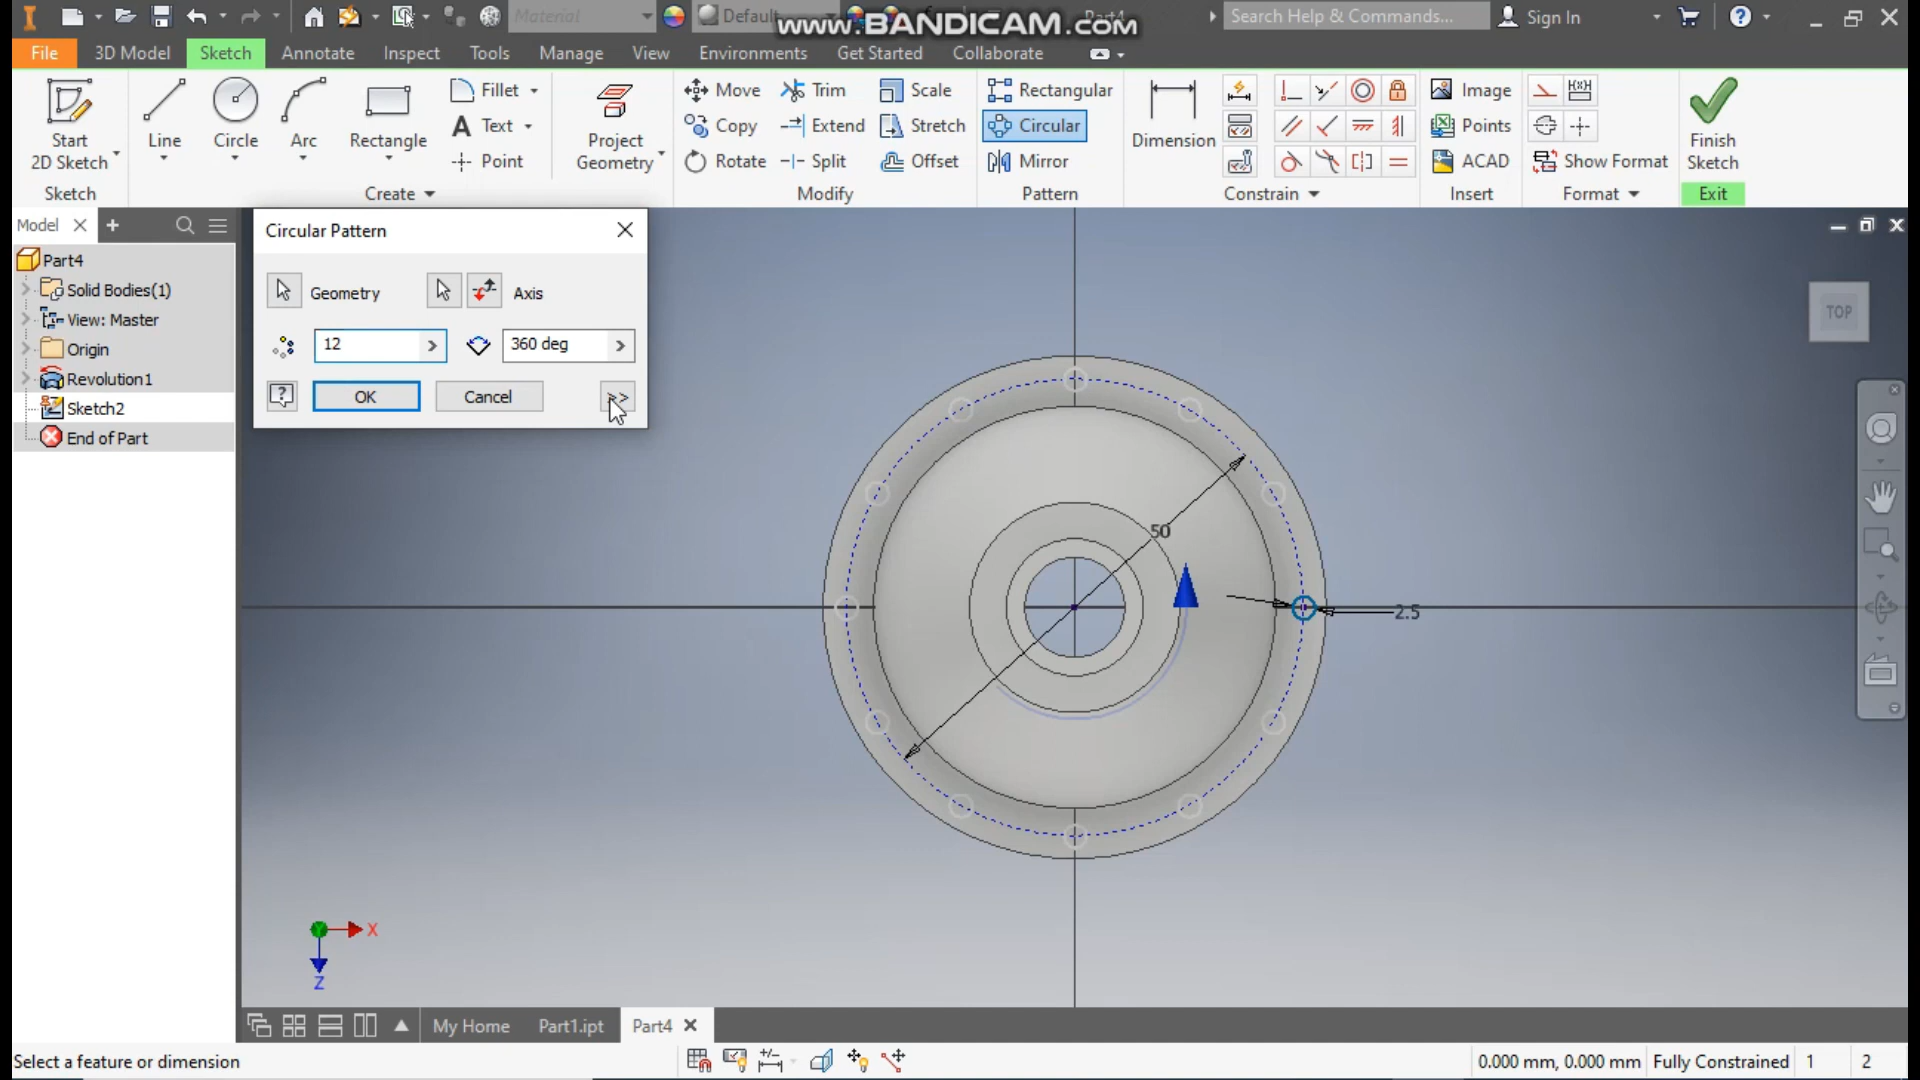 Material
Default
www.BANDICAM.com
Search Help & Commands...
Sign In
File
3D Model
Sketch
Annotate
Inspect
Tools
Manage
View
Environments
Get Started
Collaborate
Start
2D Sketch
Line
Circle
Arc
Rectangle
Fillet
Text
Point
Project
Geometry
Move
Trim
Scale
Copy
Extend
Stretch
Rotate
Split
Offset
Rectangular
Circular
Mirror
Dimension
Image
Points
ACAD
Show Format
Finish
Sketch
Sketch
Create
Modify
Pattern
Constrain
Insert
Format
Exit
Model
Part4
Solid Bodies(1)
View: Master
Origin
Revolution1
Sketch2
End of Part
Circular Pattern
Geometry
Axis
12
360 deg
OK
Cancel
>>
TOP
50
2.5
X
Z
My Home
Part1.ipt
Part4
Select a feature or dimension
0.000 mm, 0.000 mm
Fully Constrained
1
2